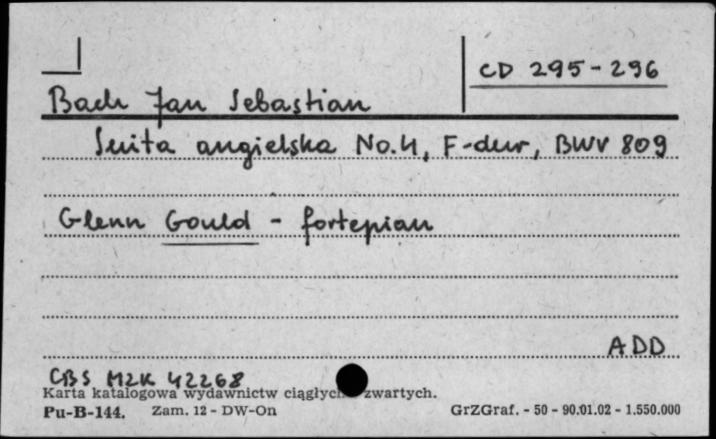 CD 295-296
Bach Jan Sebastian
Suita angielska No.4, F-dur, BWV 809
Glenn Gould - fortepian
ADD
CBS M2K 42268
Karta katalogowa wydawnictw ciągłych zwartych.
Pu-B-144. Zam. 12 - DW-On GrZGraf. - 50 - 90.01.02 - 1.550.000